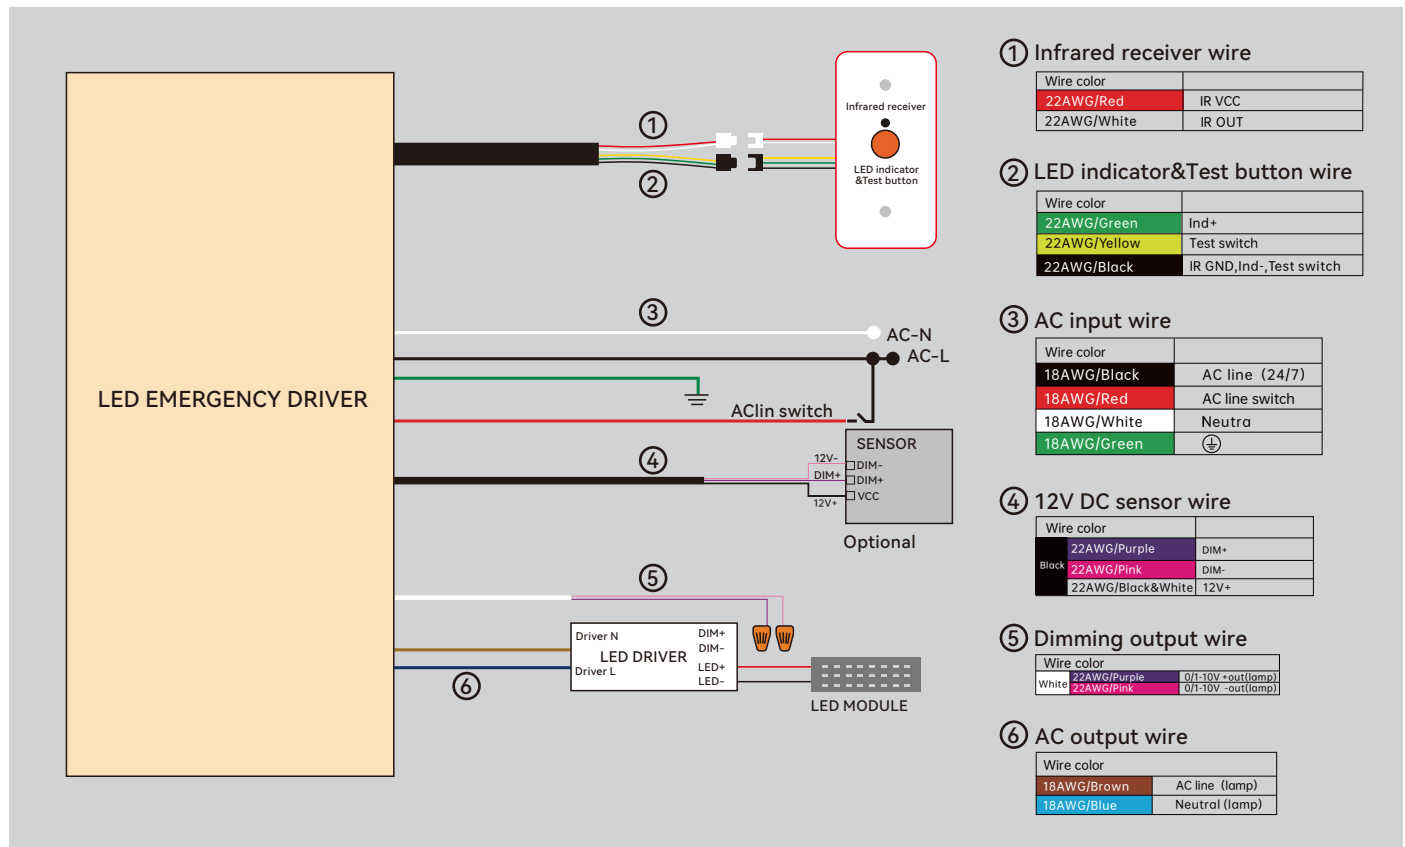 LED EMERGENCY DRIVER
①
②
Infrared receiver
LED indicator
&Test button
③
AC-N
AC-L
AClin switch
④
12V-
DIM+
12V+
SENSOR
DIM-
DIM+
VCC
Optional
⑤
Driver N
Driver L
LED DRIVER
DIM+
DIM-
LED+
LED-
⑥
LED MODULE
① Infrared receiver wire
Wire color
22AWG/Red IR VCC
22AWG/White IR OUT
② LED indicator&Test button wire
Wire color
22AWG/Green Ind+
22AWG/Yellow Test switch
22AWG/Black IR GND,Ind-,Test switch
③ AC input wire
Wire color
18AWG/Black AC line (24/7)
18AWG/Red AC line switch
18AWG/White Neutra
18AWG/Green
④ 12V DC sensor wire
Wire color
Black
22AWG/Purple DIM+
22AWG/Pink DIM-
22AWG/Black&White 12V+
⑤ Dimming output wire
Wire color
White
22AWG/Purple 0/1-10V +out(lamp)
22AWG/Pink 0/1-10V -out(lamp)
⑥ AC output wire
Wire color
18AWG/Brown AC line (lamp)
18AWG/Blue Neutral (lamp)